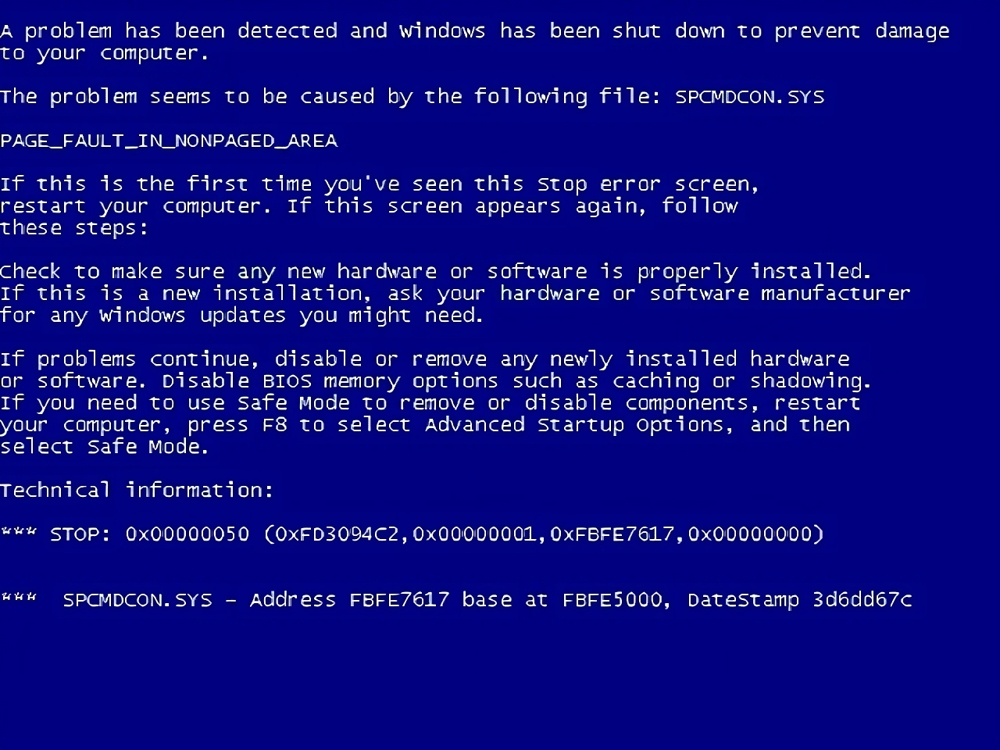 A problem has been detected and Windows has been shut down to prevent damage
to your computer.
The problem seems to be caused by the following file: SPCMDCON.SYS
PAGE_FAULT_IN_NONPAGED_AREA
If this is the first time you've seen this Stop error screen,
restart your computer. If this screen appears again, follow
these steps:
Check to make sure any new hardware or software is properly installed.
If this is a new installation, ask your hardware or software manufacturer
for any Windows updates you might need.
If problems continue, disable or remove any newly installed hardware
or software. Disable BIOS memory options such as caching or shadowing.
If you need to use Safe Mode to remove or disable components, restart
your computer, press F8 to select Advanced Startup Options, and then
select Safe Mode.
Technical information:
*** STOP: 0x00000050 (0xFD3094C2,0x00000001,0xFBFE7617,0x00000000)
***  SPCMDCON.SYS – Address FBFE7617 base at FBFE5000, DateStamp 3d6dd67c